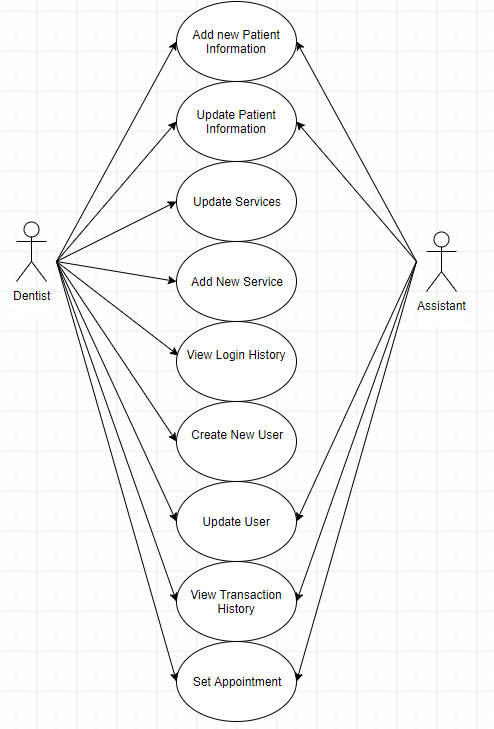 Add new Patient
Information
Update Patient
Information
Update Services
Dentist
Add New Service
Assistant
View Login History
Create New User
Update User
View Transaction
History
Set Appointment